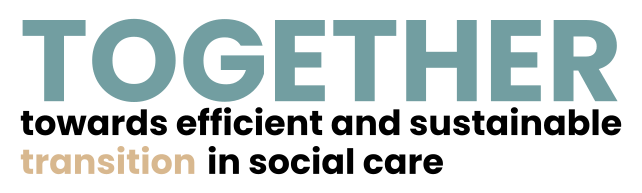 TOGETHER
towards efficient and sustainable
transition in social care